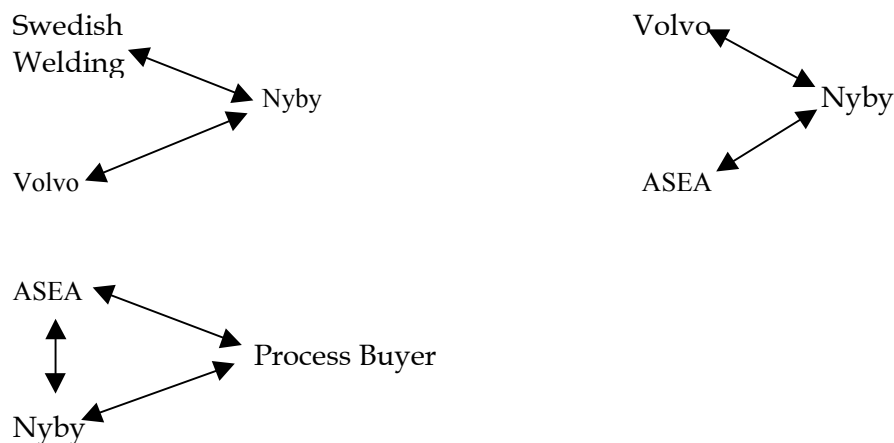 Swedish
Welding
Nyby
Volvo
Volvo
Nyby
ASEA
ASEA
Process Buyer
Nyby